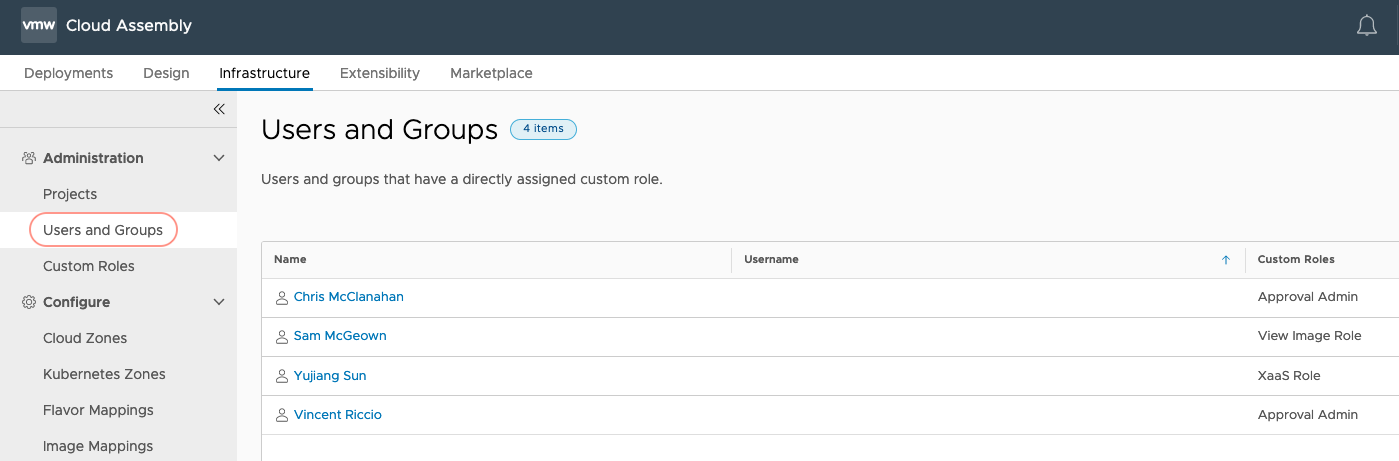 vmw Cloud Assembly
Deployments Design Infrastructure Extensibility Marketplace
Administration
Projects
Users and Groups
Custom Roles
Configure
Cloud Zones
Kubernetes Zones
Flavor Mappings
Image Mappings
Users and Groups 4 items
Users and groups that have a directly assigned custom role.
Name Username Custom Roles
Chris McClanahan Approval Admin
Sam McGeown View Image Role
Yujiang Sun XaaS Role
Vincent Riccio Approval Admin